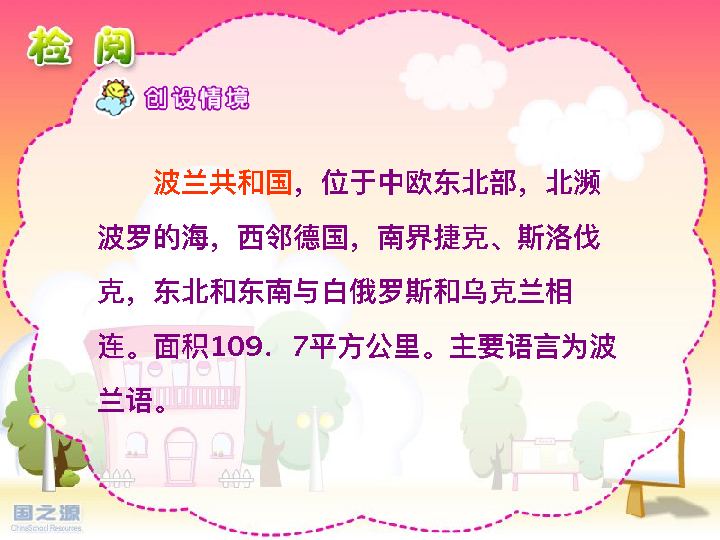 检 阅
创设情境
波兰共和国，位于中欧东北部，北濒
波罗的海，西邻德国，南界捷克、斯洛伐
克，东北和东南与白俄罗斯和乌克兰相
连。面积109．7平方公里。主要语言为波
兰语。
国之源
ChinaSchool Resources